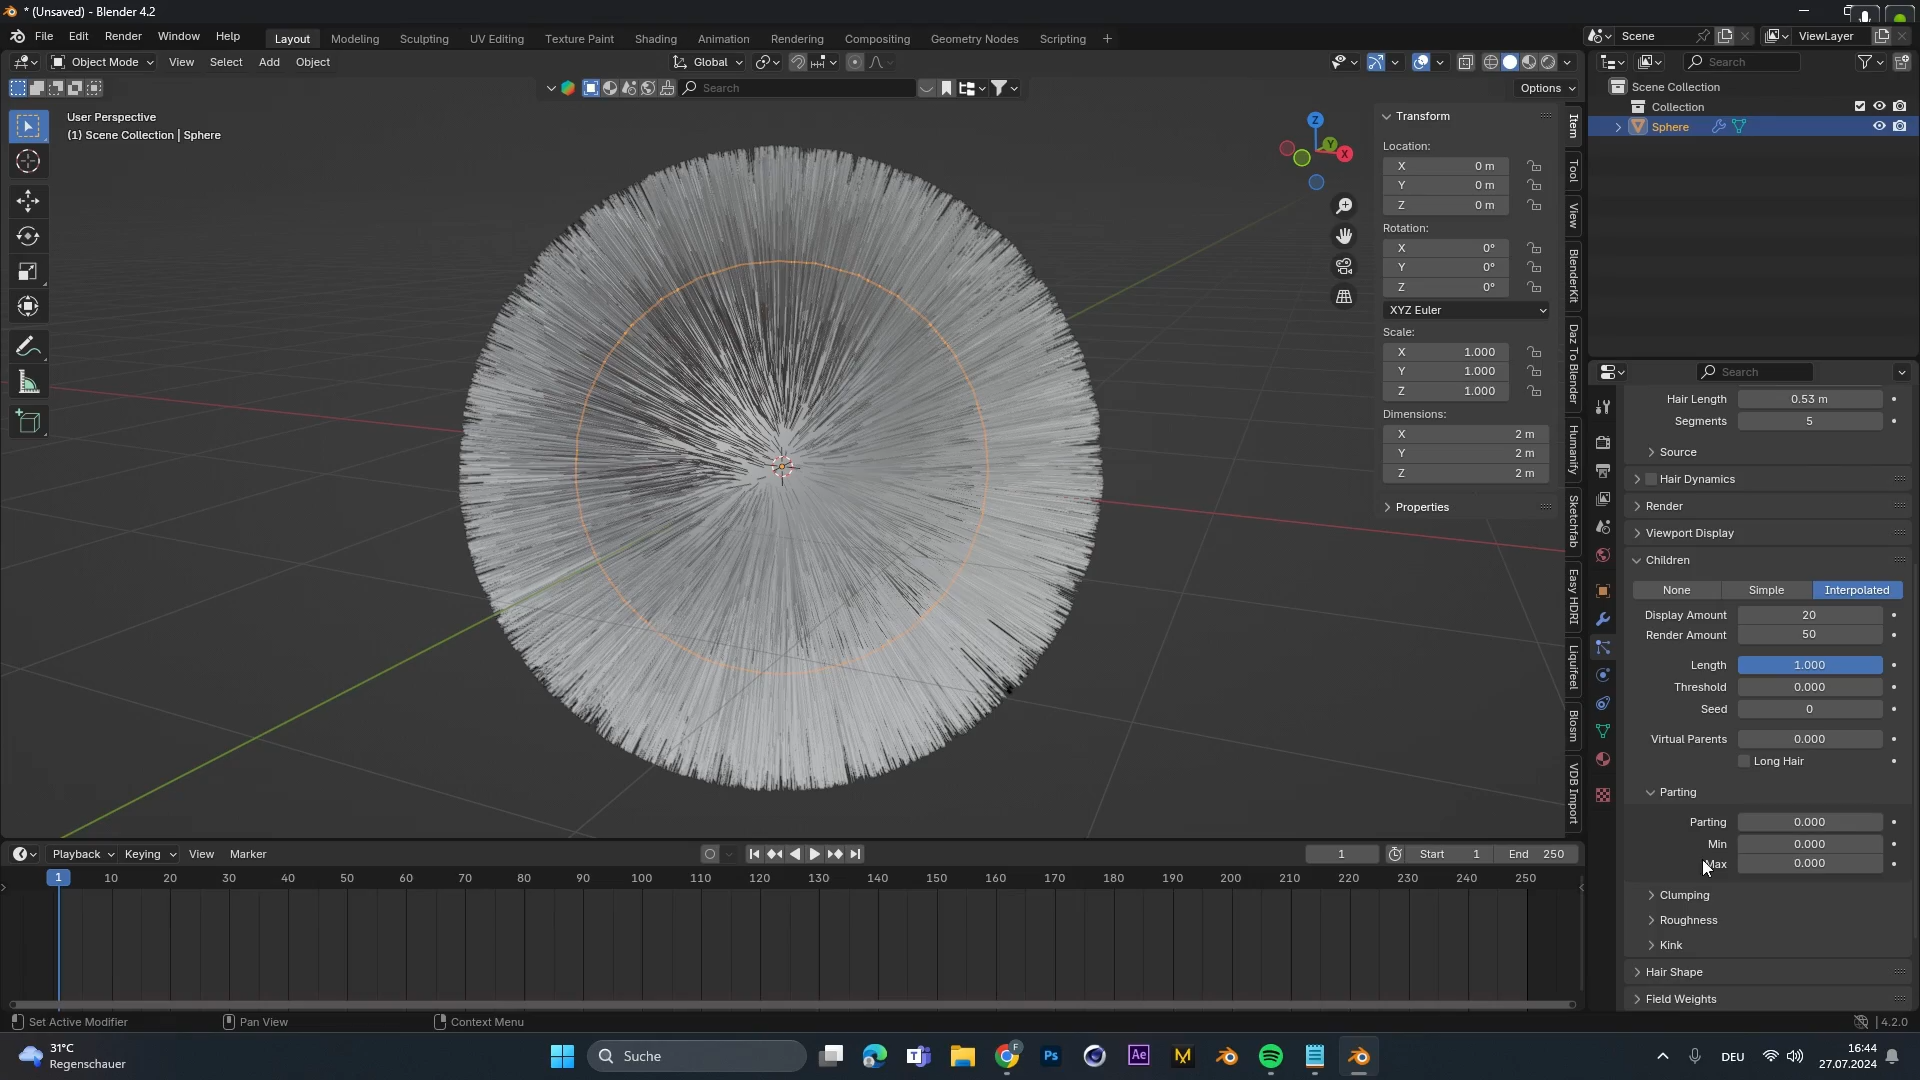 * (Unsaved) - Blender 4.2
File Edit Render Window Help
Layout Modeling Sculpting UV Editing Texture Paint Shading Animation Rendering Compositing Geometry Nodes Scripting +
Scene
ViewLayer
Object Mode View Select Add Object
Global
Search
Search
Options
User Perspective
(1) Scene Collection | Sphere
Z
Y
X
Transform
Location:
X 0 m
Y 0 m
Z 0 m
Rotation:
X 0°
Y 0°
Z 0°
XYZ Euler
Scale:
X 1.000
Y 1.000
Z 1.000
Dimensions:
X 2 m
Y 2 m
Z 2 m
Properties
Item
Tool
View
BlenderKit
Daz To Blender
Humanify
Sketchfab
Easy HDRI
Liquifeel
Blosm
VDB Import
Scene Collection
Collection
Sphere
Search
Hair Length 0.53 m
Segments 5
Source
Hair Dynamics
Render
Viewport Display
Children
None Simple Interpolated
Display Amount 20
Render Amount 50
Length 1.000
Threshold 0.000
Seed 0
Virtual Parents 0.000
Long Hair
Parting
Parting 0.000
Min 0.000
Max 0.000
Clumping
Roughness
Kink
Hair Shape
Field Weights
Playback Keying View Marker
1 Start 1 End 250
1 10 20 30 40 50 60 70 80 90 100 110 120 130 140 150 160 170 180 190 200 210 220 230 240 250
Set Active Modifier Pan View Context Menu
4.2.0
31°C
Regenschauer
Suche
F
Ps
Ae
M
DEU
16:44
27.07.2024